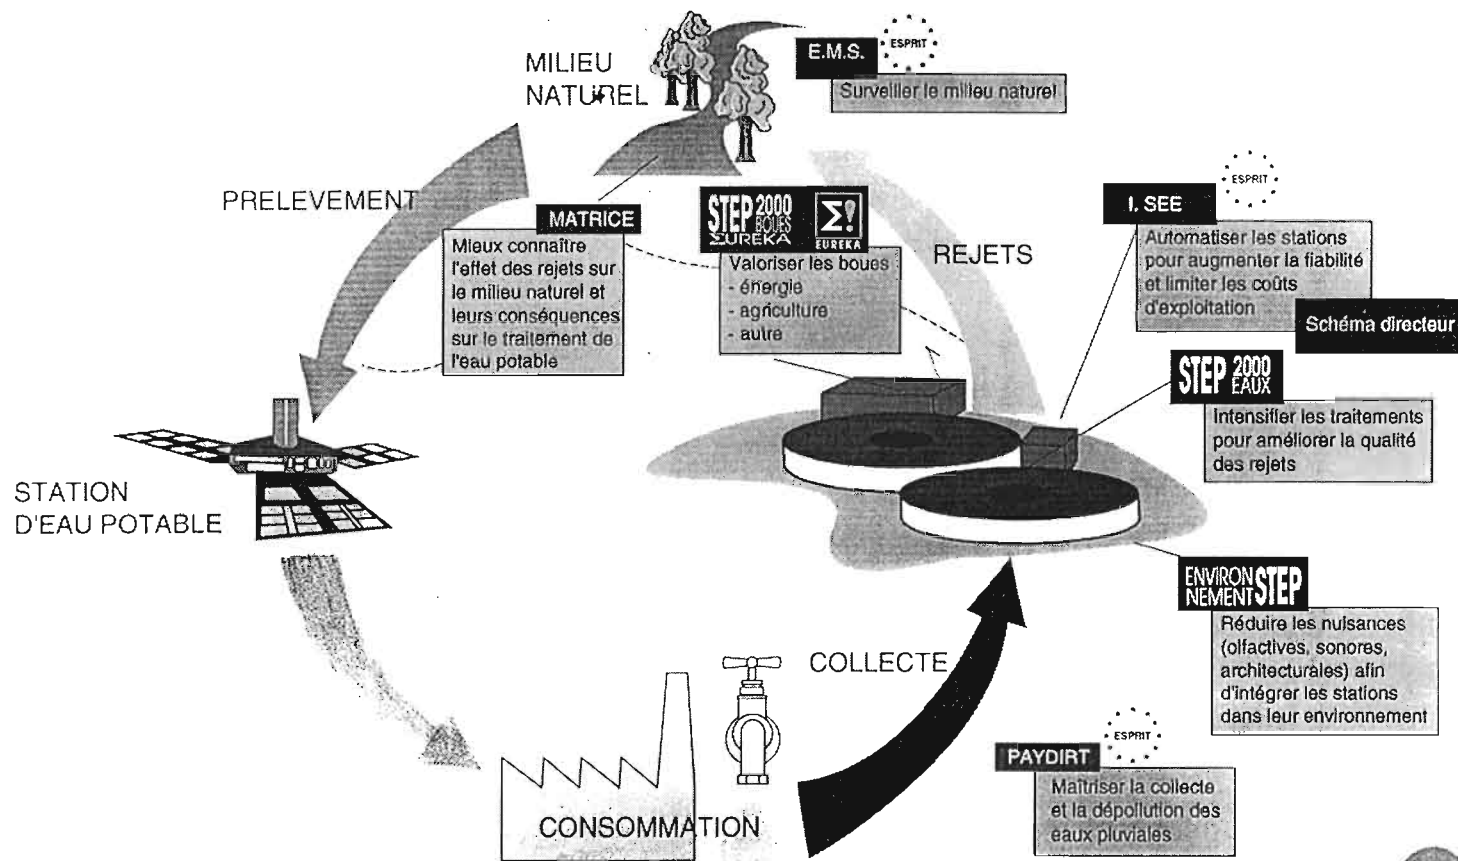 MILIEU
NATUREL
E.M.S.
ESPRIT
Surveiller le milieu naturel
PRELEVEMENT
MATRICE
Mieux connaître
l'effet des rejets sur
le milieu naturel et
leurs conséquences
sur le traitement de
l'eau potable
STEP 2000
BOUES
ΣUREKA
Σ!
EUREKA
Valoriser les boues
- énergie
- agriculture
- autre
REJETS
ESPRIT
I. SEE
Automatiser les stations
pour augmenter la fiabilité
et limiter les coûts
d'exploitation
Schéma directeur
STEP 2000
EAUX
Intensifier les traitements
pour améliorer la qualité
des rejets
STATION
D'EAU POTABLE
ENVIRON
NEMENT STEP
Réduire les nuisances
(olfactives, sonores,
architecturales) afin
d'intégrer les stations
dans leur environnement
COLLECTE
ESPRIT
PAYDIRT
Maîtriser la collecte
et la dépollution des
eaux pluviales
CONSOMMATION